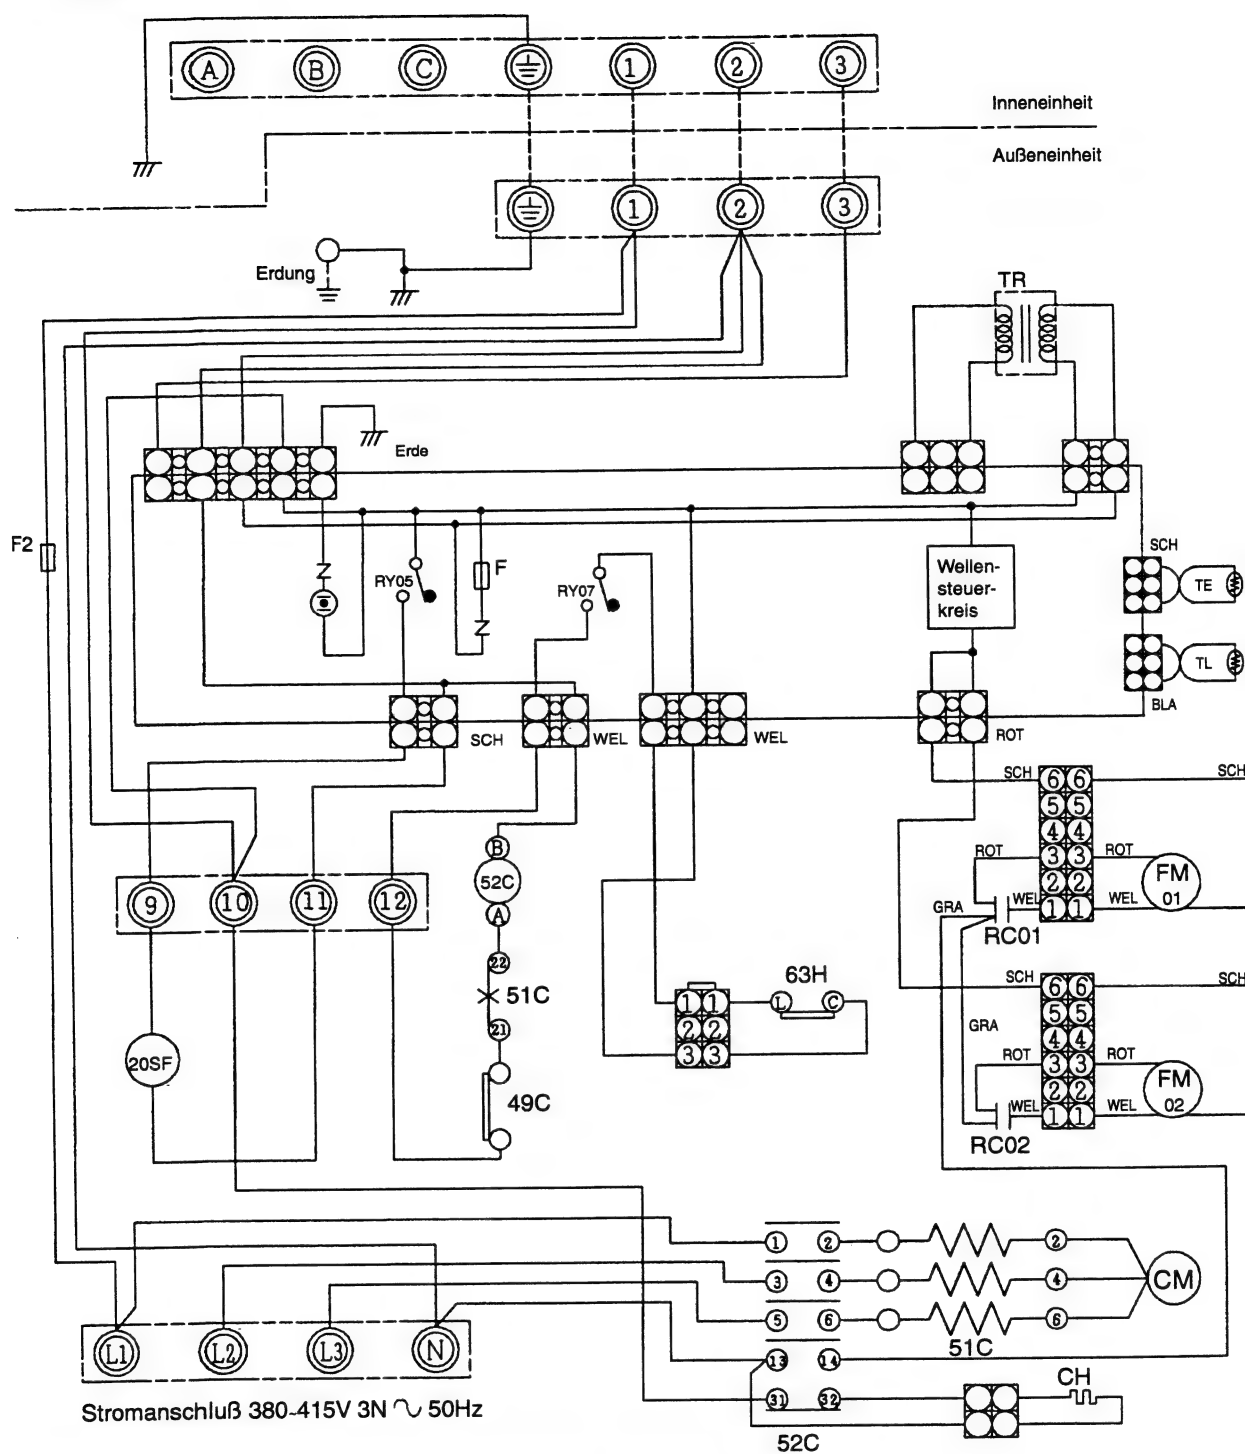 A B C 1 2 3
Inneneinheit
Außeneinheit
1 2 3
Erdung
TR
Erde
F2
F
RY05
RY07
Wellen-
steuer-
kreis
SCH
TE
TL
BLA
SCH
WEL
WEL
ROT
SCH 6 6 SCH
5 5
4 4
ROT 3 3 ROT
2 2
WEL 1 1 WEL
FM
01
GRA
RC01
B
52C
A
9 10 11 12
22
51C
21
49C
20SF
63H
L C
1 1
2 2
3 3
SCH 6 6 SCH
5 5
GRA
4 4
ROT 3 3 ROT
2 2
WEL 1 1 WEL
FM
02
RC02
1 2 2
3 4 4
CM
5 6 6
51C
13 14
CH
31 32
52C
L1 L2 L3 N
Stromanschluß 380-415V 3N ∿ 50Hz